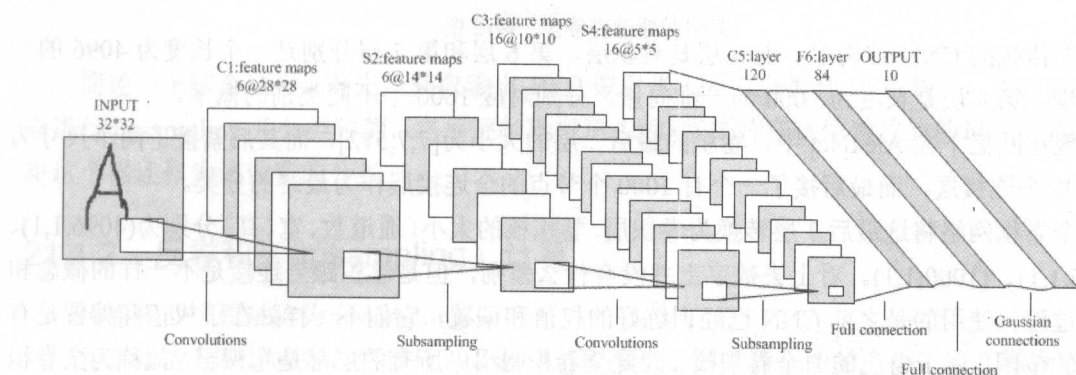 C3:feature maps
16@10*10
S4:feature maps
16@5*5
C1:feature maps
6@28*28
S2:feature maps
6@14*14
C5:layer
120
F6:layer
84
OUTPUT
10
INPUT
32*32
A
Convolutions
Subsampling
Convolutions
Subsampling
Full connection
Gaussian
connections
Full connection